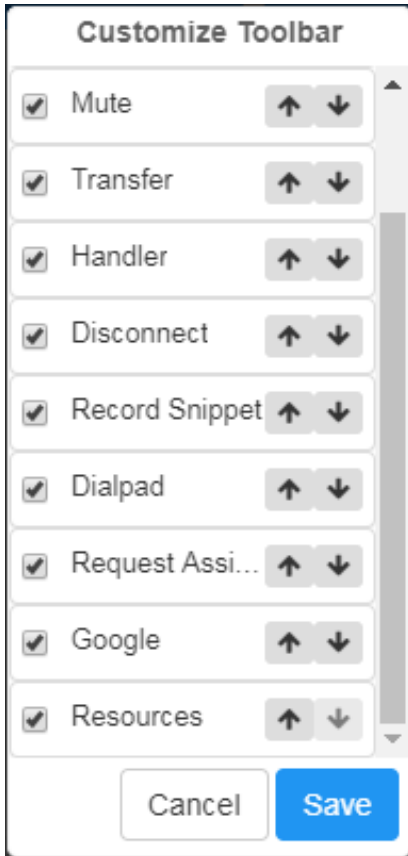 Customize Toolbar
Mute
Transfer
Handler
Disconnect
Record Snippet
Dialpad
Request Assi...
Google
Resources
Cancel Save